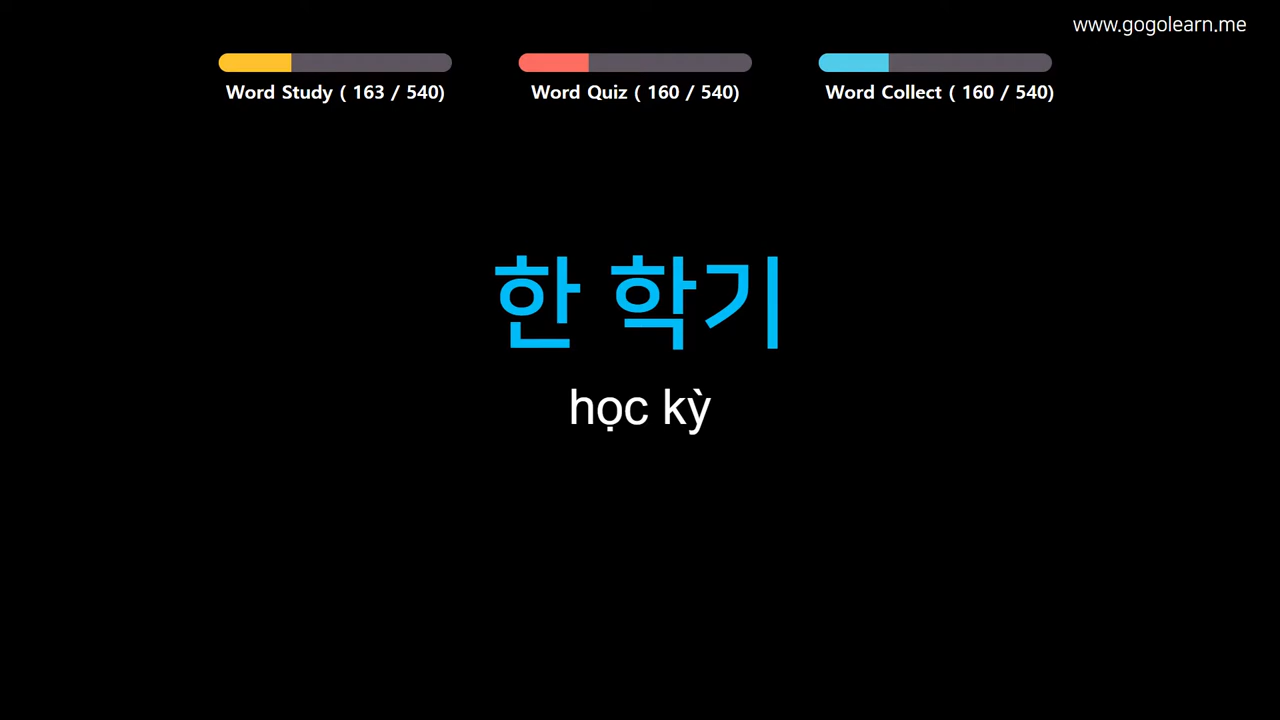 www.gogolearn.me
Word Study ( 163 / 540)
Word Quiz ( 160 / 540)
Word Collect ( 160 / 540)
한 학기
học kỳ